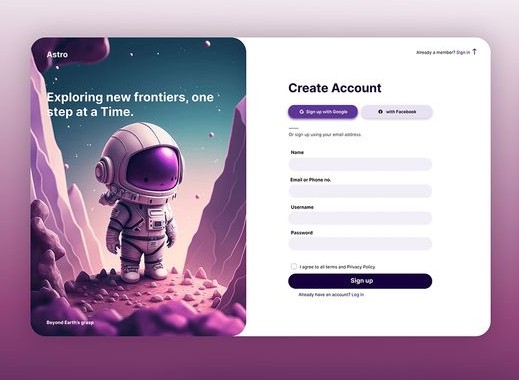 Astro
Exploring new frontiers, one
step at a Time.
Beyond Earth's grasp
Already a member? Sign in
Create Account
Sign up with Google
with Facebook
Or sign up using your email address.
Name
Email or Phone no.
Username
Password
I agree to all terms and Privacy Policy
Sign up
Already have an account? Log in